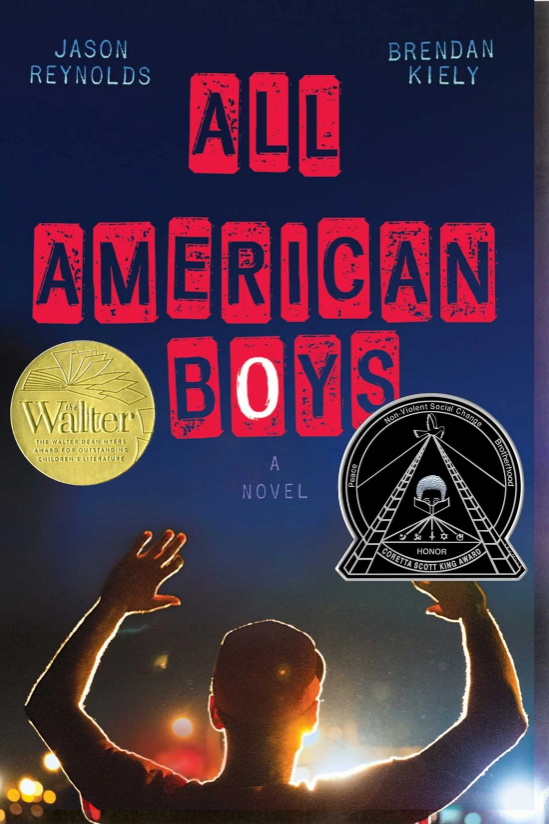 JASON
REYNOLDS
BRENDAN
KIELY
ALL
AMERICAN
BOYS
the
Walter
THE WALTER DEAN MYERS
AWARD FOR OUTSTANDING
CHILDREN'S LITERATURE
A
NOVEL
Peace
Non-Violent Social Change
Brotherhood
HONOR
CORETTA SCOTT KING AWARD